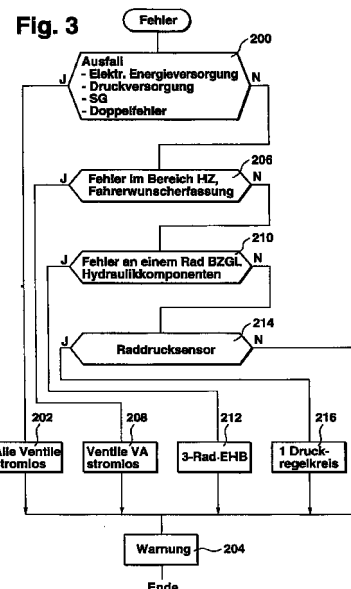 Fig. 3
Fehler
200
Ausfall
- Elektr. Energieversorgung
- Druckversorgung
- SG
- Doppelfehler
J
N
206
Fehler im Bereich HZ,
Fahrerwunscherfassung
J
N
210
Fehler an einem Rad BZGL
Hydraulikkomponenten
J
N
214
Raddrucksensor
J
N
202
Alle Ventile
stromlos
208
Ventile VA
stromlos
212
3-Rad-EHB
216
1 Druck-
regelkreis
Warnung
204
Ende